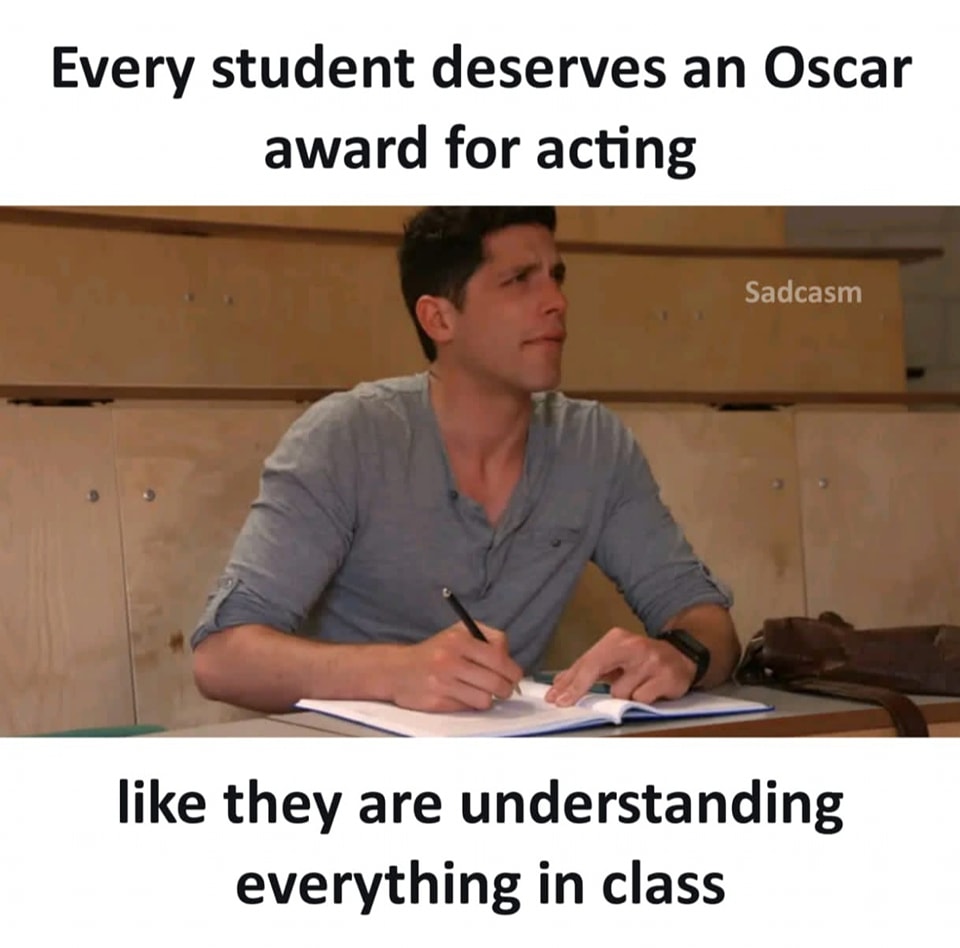 Every student deserves an Oscar
award for acting
Sadcasm
like they are understanding
everything in class